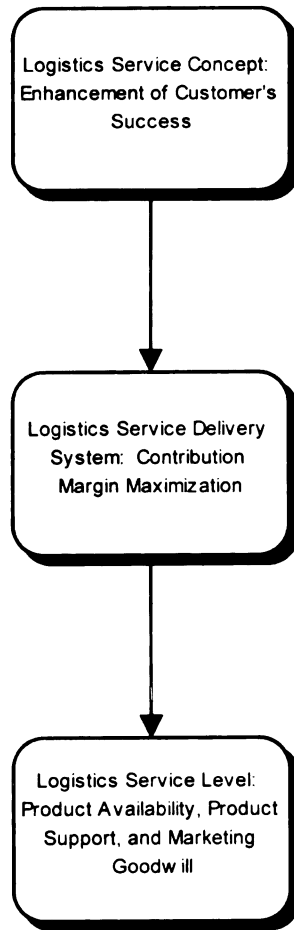 Logistics Service Concept:
Enhancement of Customer's
Success
Logistics Service Delivery
System: Contribution
Margin Maximization
Logistics Service Level:
Product Availability, Product
Support, and Marketing
Goodwill